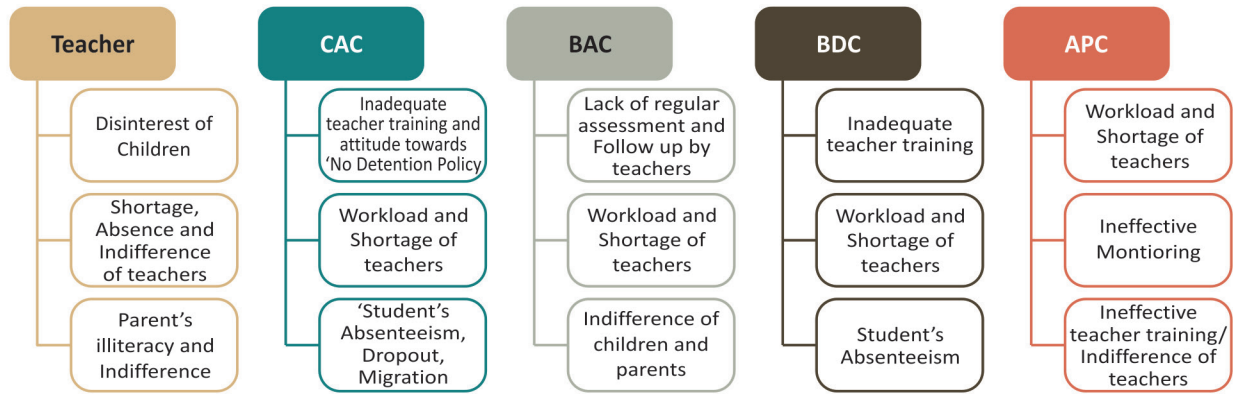 Teacher
Disinterest of
Children
Shortage,
Absence and
Indifference
of teachers
Parent's
illiteracy and
Indifference
CAC
Inadequate
teacher training and
attitude towards
‘No Detention Policy
Workload and
Shortage of
teachers
‘Student’s
Absenteeism,
Dropout,
Migration
BAC
Lack of regular
assessment and
Follow up by
teachers
Workload and
Shortage of
teachers
Indifference of
children and
parents
BDC
Inadequate
teacher training
Workload and
Shortage of
teachers
Student’s
Absenteeism
APC
Workload and
Shortage of
teachers
Ineffective
Montioring
Ineffective
teacher training/
Indifference of
teachers